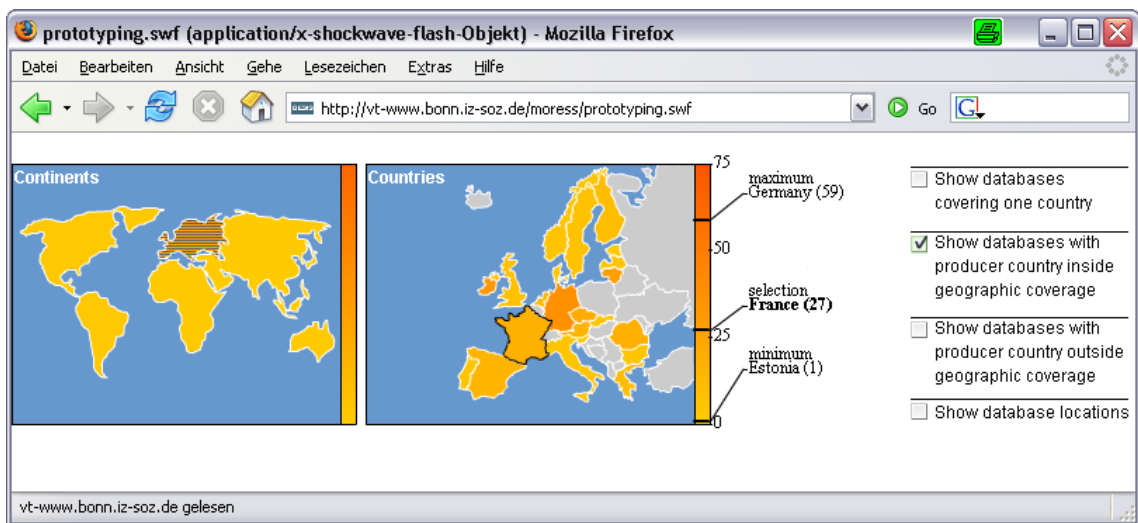 prototyping.swf (application/x-shockwave-flash-Objekt) - Mozilla Firefox
Datei Bearbeiten Ansicht Gehe Lesezeichen Extras Hilfe
http://vt-www.bonn.iz-soz.de/moress/prototyping.swf Go G
Continents
Countries
75
50
25
0
maximum
Germany (59)
selection
France (27)
minimum
Estonia (1)
Show databases
covering one country
Show databases with
producer country inside
geographic coverage
Show databases with
producer country outside
geographic coverage
Show database locations
vt-www.bonn.iz-soz.de gelesen